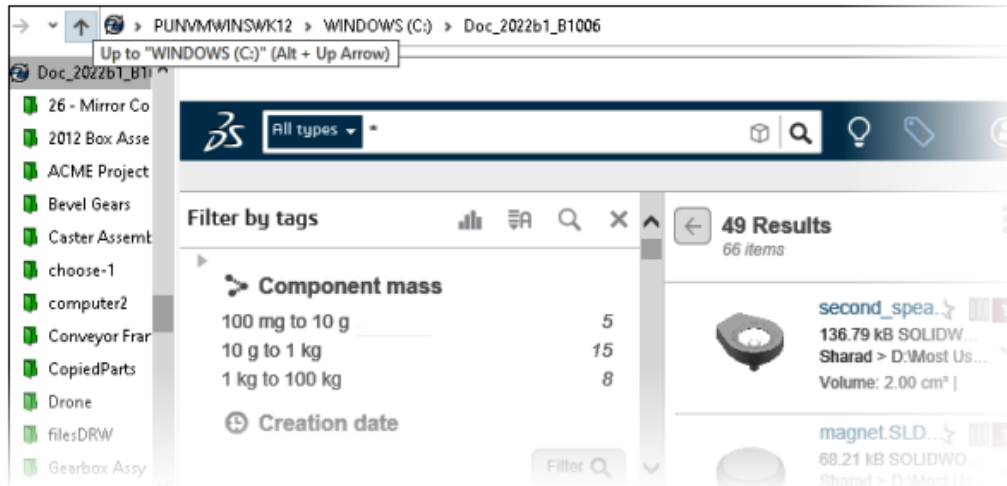 PUNVMWINSWK12 > WINDOWS (C:) > Doc_2022b1_B1006
Up to "WINDOWS (C:)" (Alt + Up Arrow)
Doc_2022b1_B1
26 - Mirror Co
2012 Box Asse
ACME Project
Bevel Gears
Caster Assemb
choose-1
computer2
Conveyor Frar
CopiedParts
Drone
filesDRW
Gearbox Assy
All types *
Filter by tags
Component mass
100 mg to 10 g 5
10 g to 1 kg 15
1 kg to 100 kg 8
Creation date
Filter
49 Results
66 items
second_spea...
136.79 kB SOLIDW...
Sharad > D:\Most Us...
Volume: 2.00 cm³ |
magnet.SLD...
68.21 kB SOLIDWO...
Sharad > D:\Most Us...